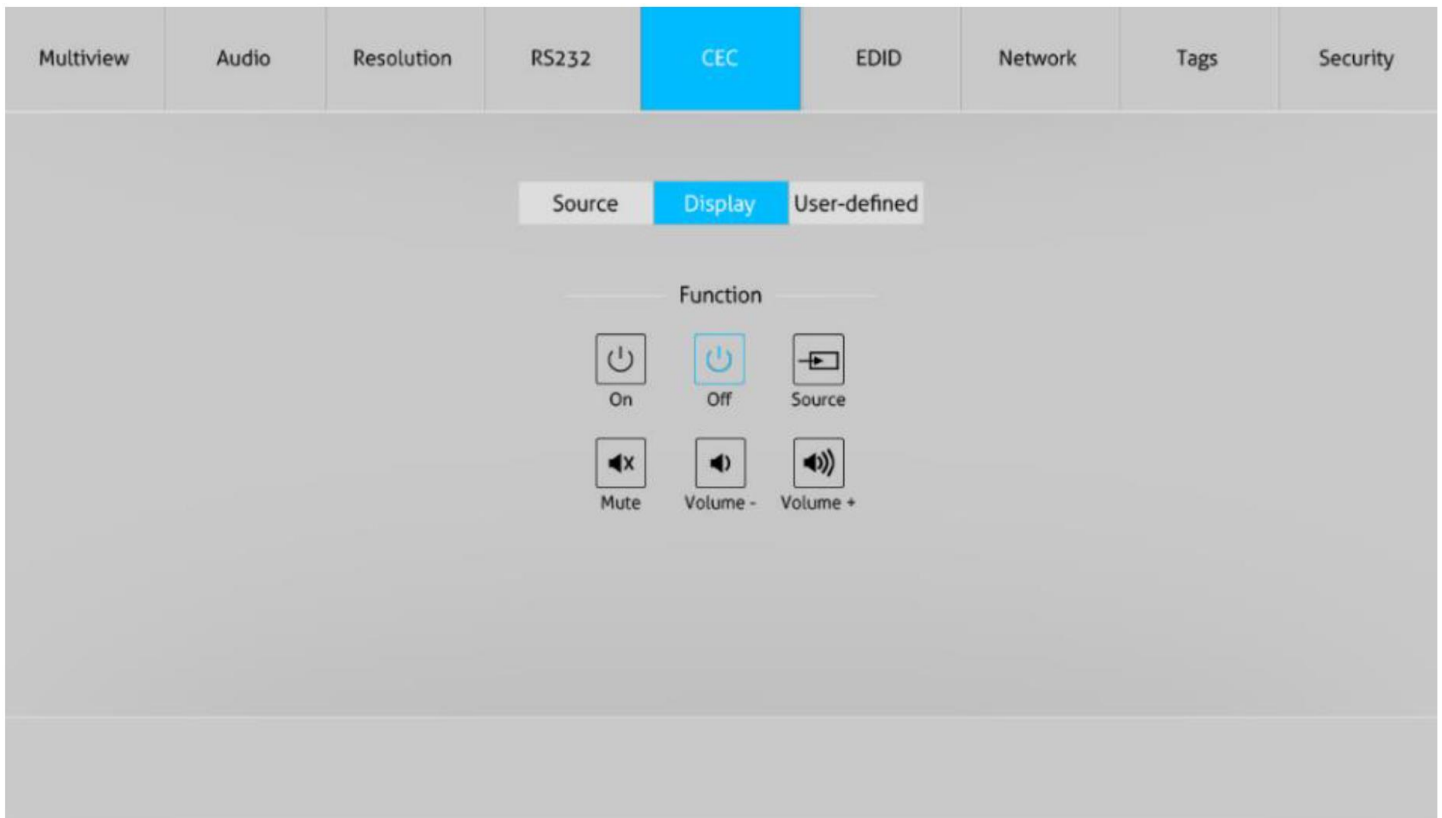 Multiview Audio Resolution RS232 CEC EDID Network Tags Security
Source Display User-defined
Function
On Off Source
Mute Volume - Volume +